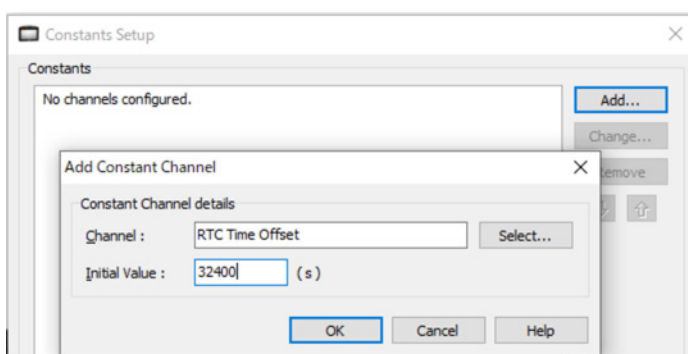 Constants Setup
Constants
No channels configured.
Add...
Change...
Add Constant Channel
Constant Channel details
Channel :
RTC Time Offset
Select...
Initial Value :
32400
(s)
OK
Cancel
Help